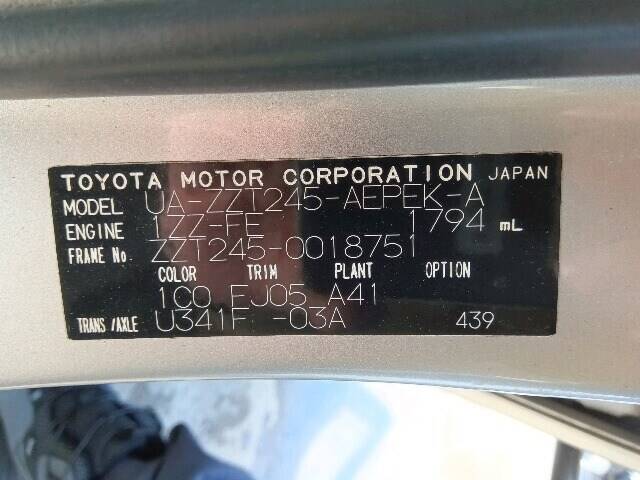 TOYOTA MOTOR CORPORATION JAPAN
MODEL UA-ZZT245-AEPEK-A
ENGINE 1ZZ-FE 1794 mL
FRAME No. ZZT245-0018751
COLOR TRIM PLANT OPTION
1C0 FJ05 A41
TRANS/AXLE U341F -03A 439